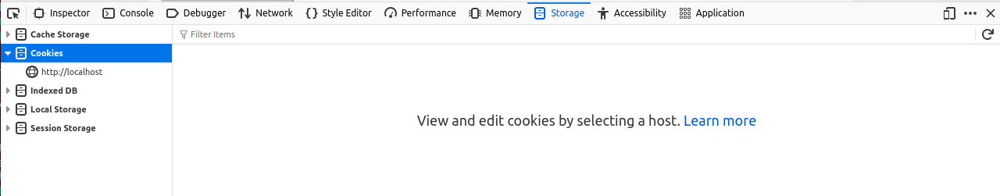 Inspector Console Debugger Network Style Editor Performance Memory Storage Accessibility Application
Cache Storage
Filter Items
Cookies
http://localhost
Indexed DB
Local Storage
Session Storage
View and edit cookies by selecting a host. Learn more